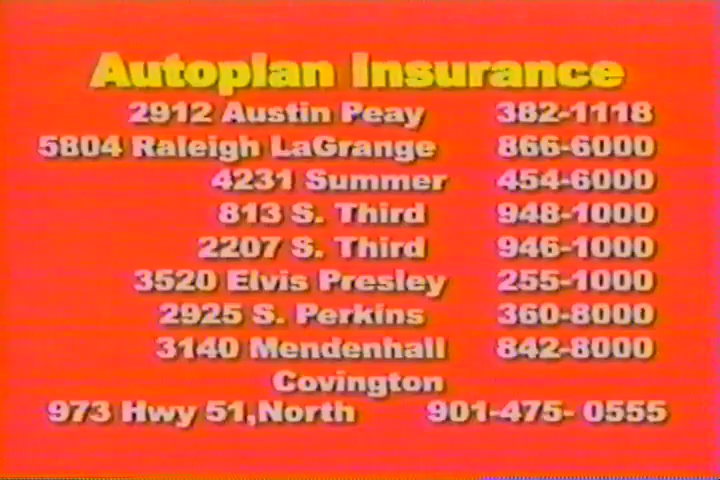 Autoplan Insurance
2912 Austin Peay 382-1118
5804 Raleigh LaGrange 866-6000
4231 Summer 454-6000
813 S. Third 948-1000
2207 S. Third 946-1000
3520 Elvis Presley 255-1000
2925 S. Perkins 360-8000
3140 Mendenhall 842-8000
Covington
973 Hwy 51,North 901-475- 0555